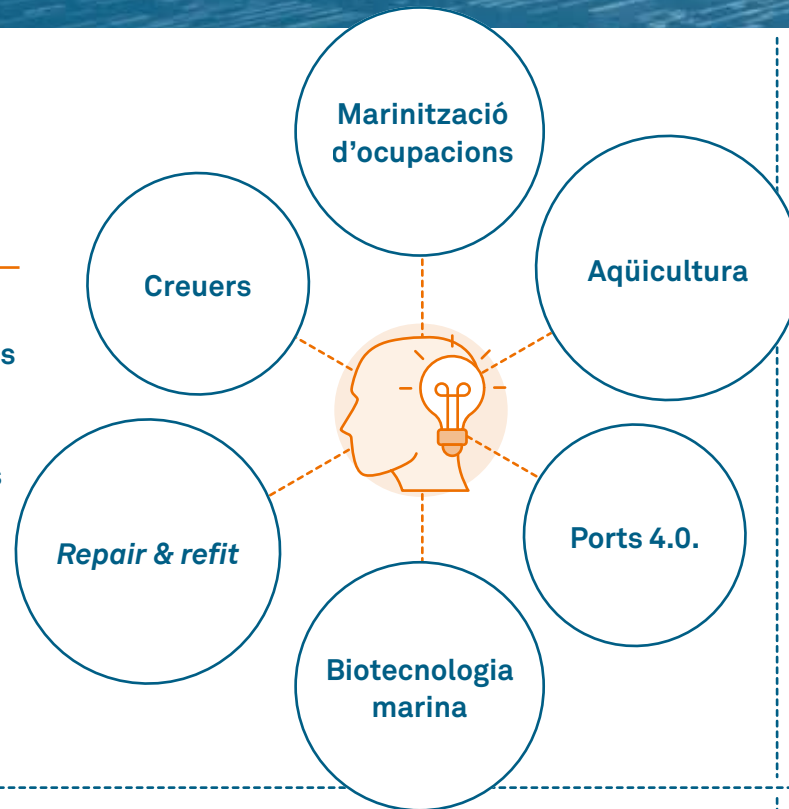 Marinització
d'ocupacions
Creuers
Aqüicultura
Repair & refit
Ports 4.0.
Biotecnologia
marina